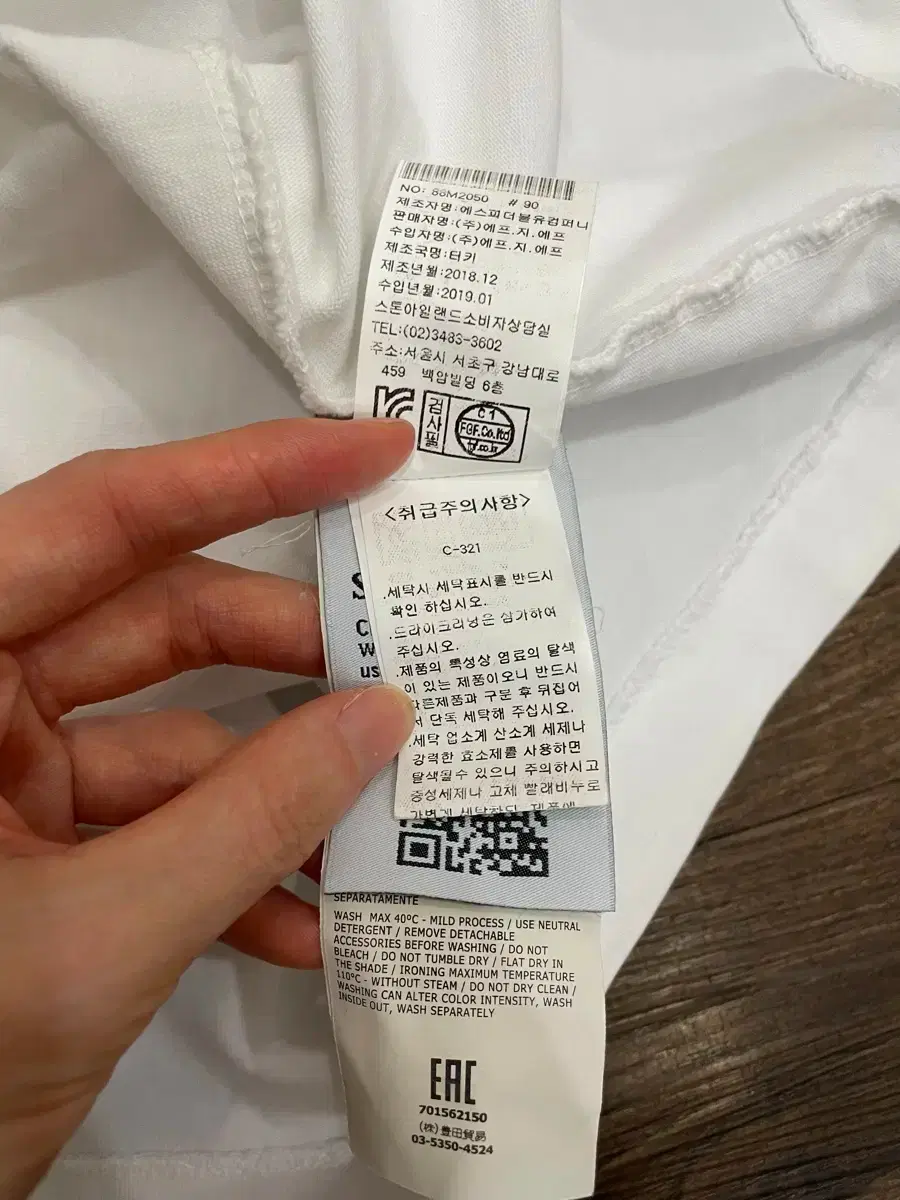 NO: 88M2050 # 90
제조자명:에스피더블유컴퍼니
판매자명:(주)에프.지.에프
수입자명:(주)에프.지.에프
제조국명:터키
제조년월:2018.12
수입년월:2019.01
스톤아일랜드소비자상담실
TEL:(02)3483-3602
주소:서울시 서초구 강남대로
459 백암빌딩 6층
검사필
C 1
FGF.Co.ltd
fgf.co.kr
<취급주의사항>
C-321
.세탁시 세탁표시를 반드시
확인 하십시오.
.드라이크리닝은 삼가하여
주십시오.
.제품의 특성상 염료의 탈색
이 있는 제품이오니 반드시
다른제품과 구분 후 뒤집어
서 단독 세탁해 주십시오.
.세탁 업소계 산소계 세제나
강력한 효소제를 사용하면
탈색될수 있으니 주의하시고
중성세제나 고체 빨래비누로
가볍게
S
C
W
us
SEPARATAMENTE
WASH MAX 40ºC - MILD PROCESS / USE NEUTRAL
DETERGENT / REMOVE DETACHABLE
ACCESSORIES BEFORE WASHING / DO NOT
BLEACH / DO NOT TUMBLE DRY / FLAT DRY IN
THE SHADE / IRONING MAXIMUM TEMPERATURE
110ºC - WITHOUT STEAM / DO NOT DRY CLEAN /
WASHING CAN ALTER COLOR INTENSITY, WASH
INSIDE OUT, WASH SEPARATELY
EAC
701562150
(株)豊田貿易
03-5350-4524